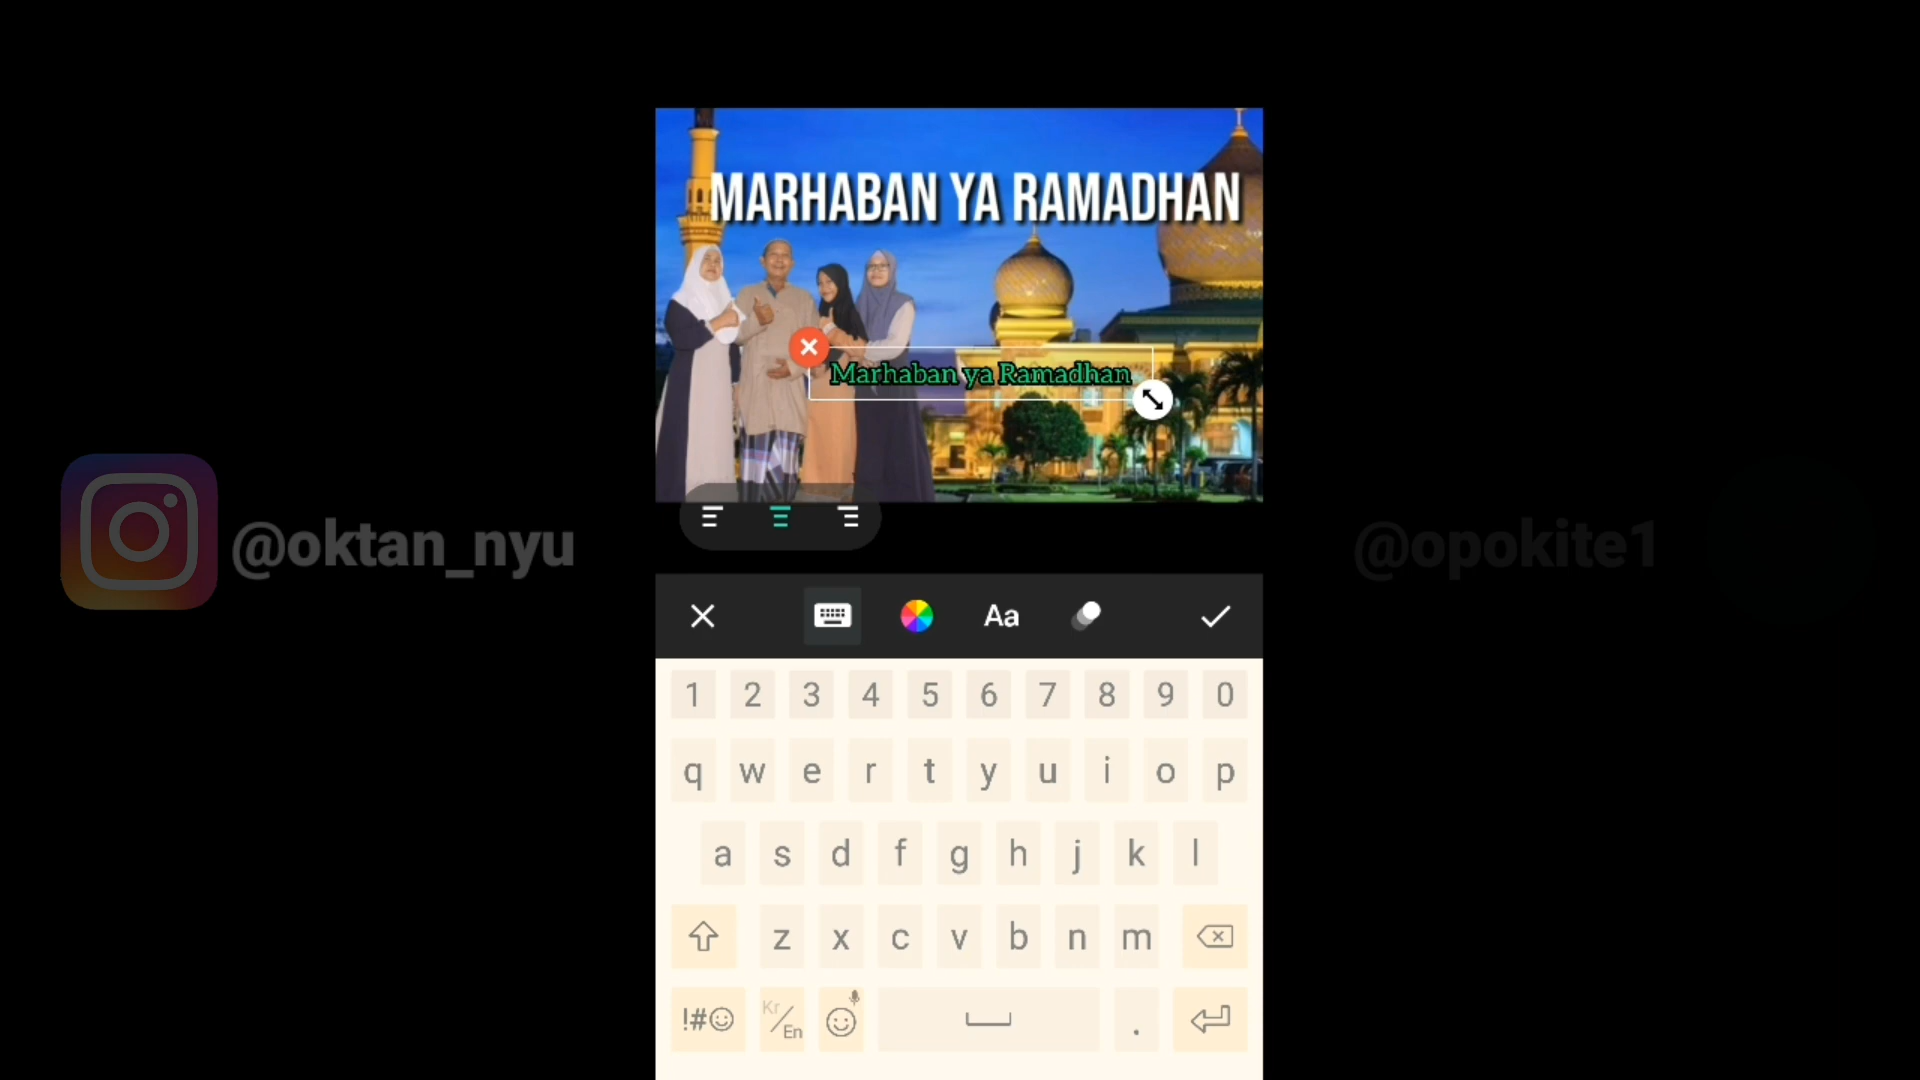 MARHABAN YA RAMADHAN
Marhaban ya Ramadhan
@oktan_nyu
@opokite1
Aa
1 2 3 4 5 6 7 8 9 0
q w e r t y u i o p
a s d f g h j k l
z x c v b n m
!#☺ Kr/En .